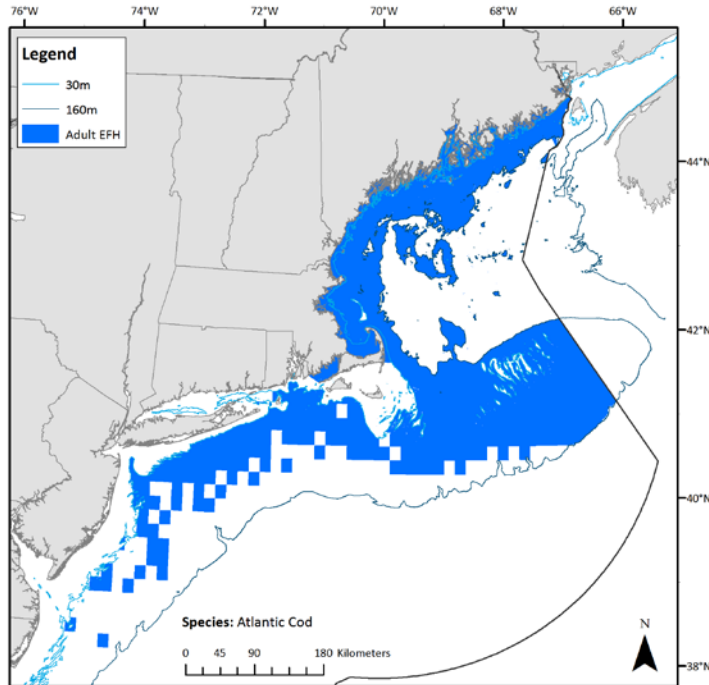 76°W 74°W 72°W 70°W 68°W 66°W
Legend
30m
160m
Adult EFH
44°N
42°N
40°N
38°N
Species: Atlantic Cod
N
0 45 90 180 Kilometers